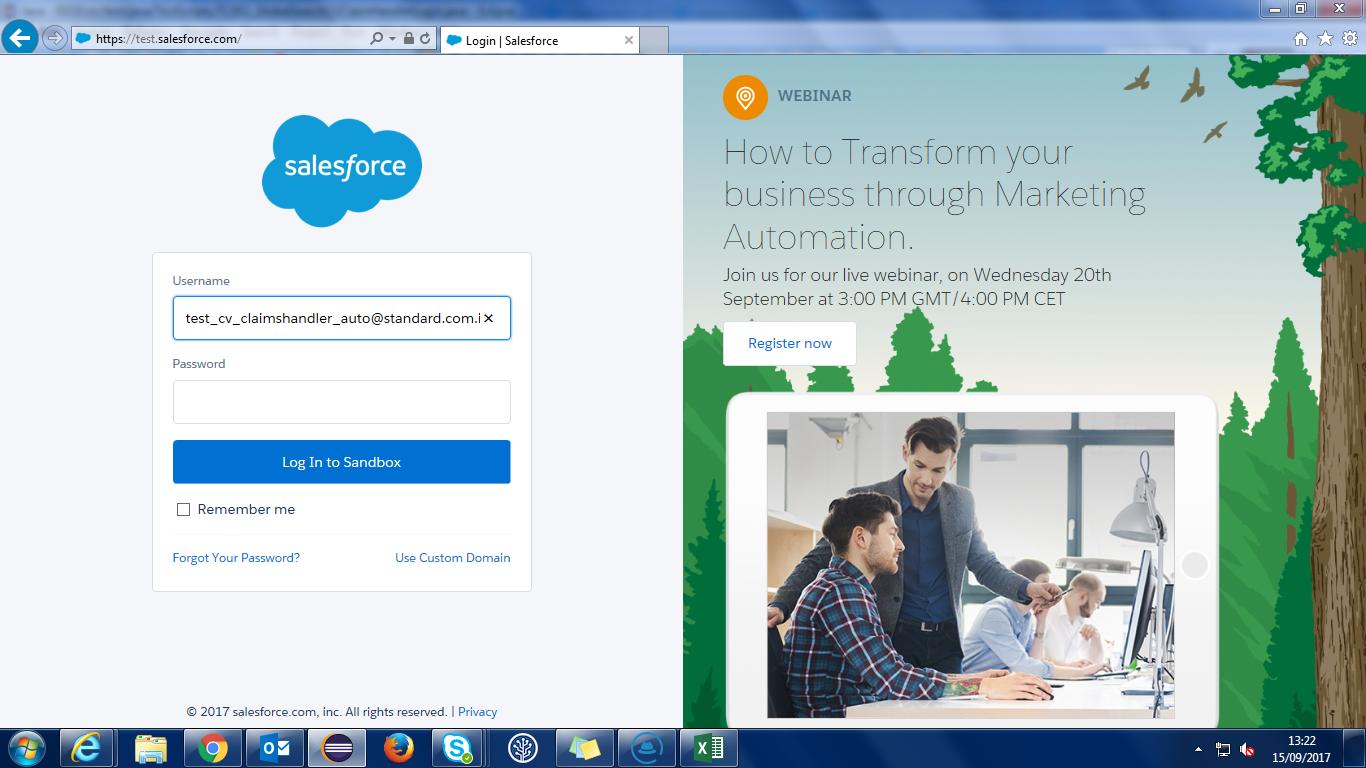 https://test.salesforce.com/
Login | Salesforce
salesforce
Username
test_cv_claimshandler_auto@standard.com.i
Password
Log In to Sandbox
Remember me
Forgot Your Password?
Use Custom Domain
© 2017 salesforce.com, inc. All rights reserved. | Privacy
WEBINAR
How to Transform your
business through Marketing
Automation.
Join us for our live webinar, on Wednesday 20th
September at 3:00 PM GMT/4:00 PM CET
Register now
13:22
15/09/2017